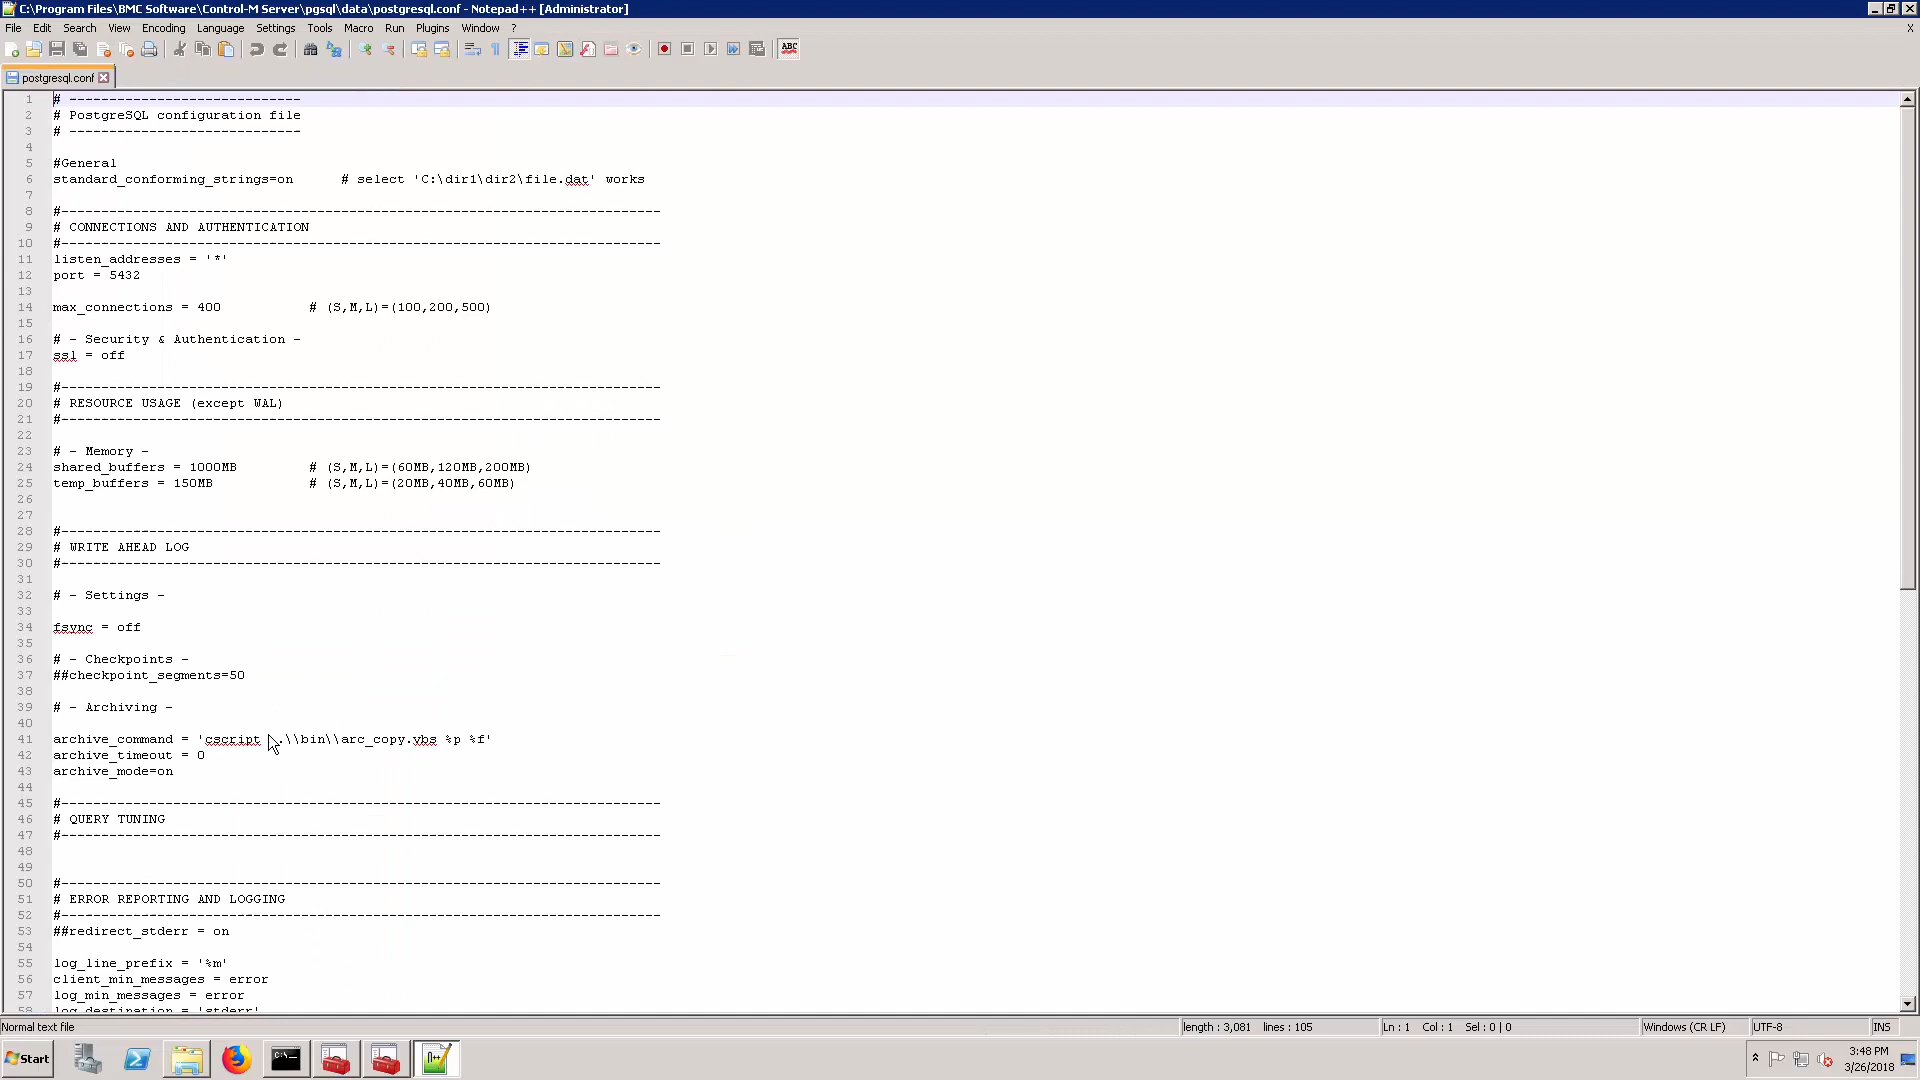 C:\Program Files\BMC Software\Control-M Server\pgsql\data\postgresql.conf - Notepad++ [Administrator]
File Edit Search View Encoding Language Settings Tools Macro Run Plugins Window ? X
ABC
postgresql.conf
1 # -----------------------------
2 # PostgreSQL configuration file
3 # -----------------------------
4
5 #General
6 standard_conforming_strings=on # select 'C:\dir1\dir2\file.dat' works
7
8 #---------------------------------------------------------------------------
9 # CONNECTIONS AND AUTHENTICATION
10 #---------------------------------------------------------------------------
11 listen_addresses = '*'
12 port = 5432
13
14 max_connections = 400 # (S,M,L)=(100,200,500)
15
16 # - Security & Authentication -
17 ssl = off
18
19 #---------------------------------------------------------------------------
20 # RESOURCE USAGE (except WAL)
21 #---------------------------------------------------------------------------
22
23 # - Memory -
24 shared_buffers = 1000MB # (S,M,L)=(60MB,120MB,200MB)
25 temp_buffers = 150MB # (S,M,L)=(20MB,40MB,60MB)
26
27
28 #---------------------------------------------------------------------------
29 # WRITE AHEAD LOG
30 #---------------------------------------------------------------------------
31
32 # - Settings -
33
34 fsync = off
35
36 # - Checkpoints -
37 ##checkpoint_segments=50
38
39 # - Archiving -
40
41 archive_command = 'cscript .\\bin\\arc_copy.vbs %p %f'
42 archive_timeout = 0
43 archive_mode=on
44
45 #---------------------------------------------------------------------------
46 # QUERY TUNING
47 #---------------------------------------------------------------------------
48
49
50 #---------------------------------------------------------------------------
51 # ERROR REPORTING AND LOGGING
52 #---------------------------------------------------------------------------
53 ##redirect_stderr = on
54
55 log_line_prefix = '%m'
56 client_min_messages = error
57 log_min_messages = error
58 log_destination = 'stderr'
Normal text file length : 3,081 lines : 105 Ln : 1 Col : 1 Sel : 0 | 0 Windows (CR LF) UTF-8 INS
Start 3:48 PM
3/26/2018